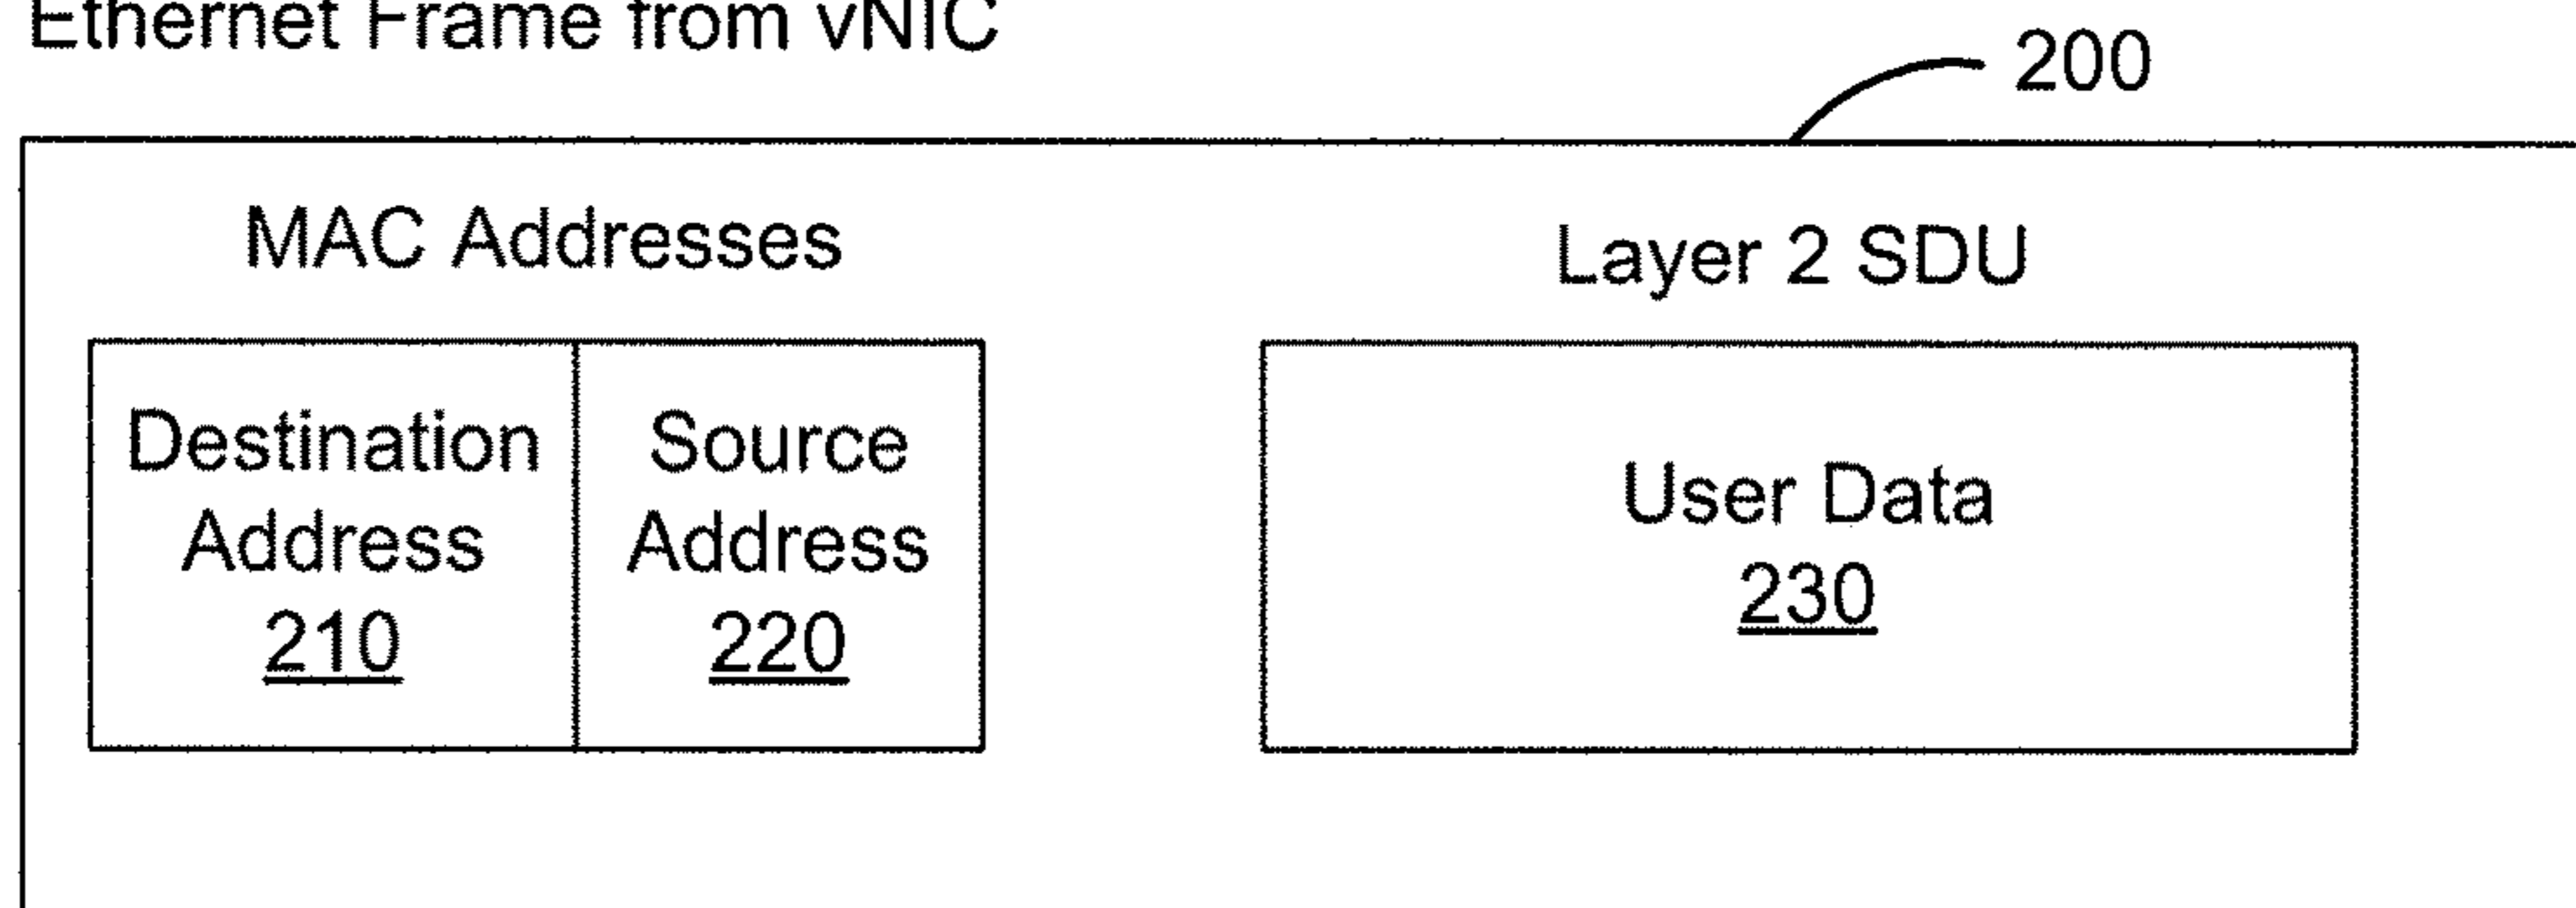 Ethernet Frame from vNIC
200
MAC Addresses
Layer 2 SDU
Destination
Address
210
Source
Address
220
User Data
230